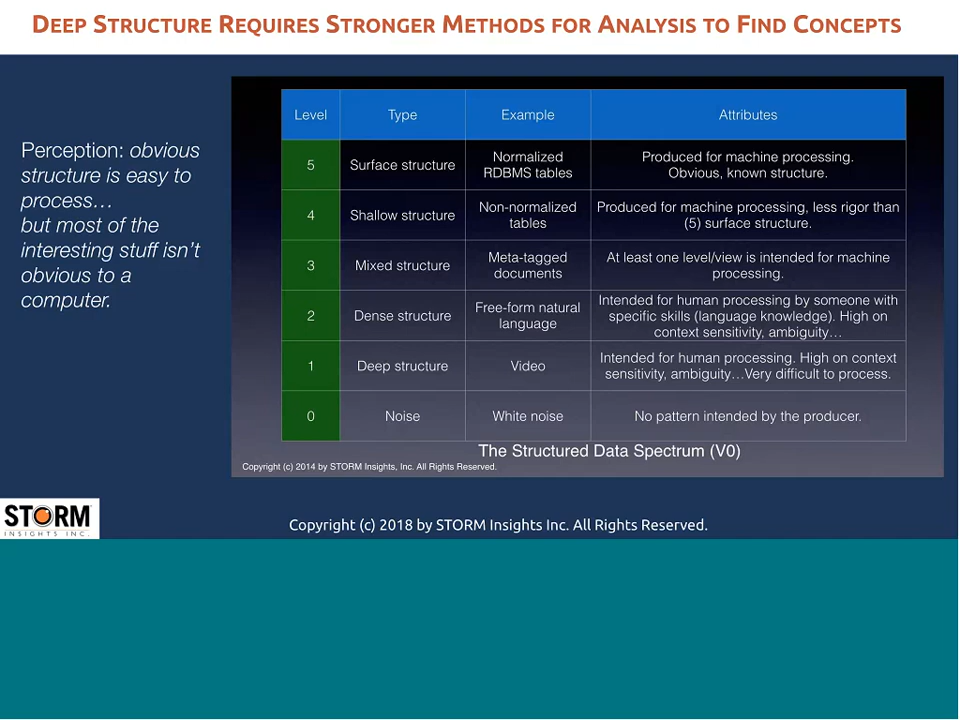 DEEP STRUCTURE REQUIRES STRONGER METHODS FOR ANALYSIS TO FIND CONCEPTS
Perception: obvious
structure is easy to
process…
but most of the
interesting stuff isn't
obvious to a
computer.
Level Type Example Attributes
5 Surface structure Normalized RDBMS tables Produced for machine processing. Obvious, known structure.
4 Shallow structure Non-normalized tables Produced for machine processing, less rigor than (5) surface structure.
3 Mixed structure Meta-tagged documents At least one level/view is intended for machine processing.
2 Dense structure Free-form natural language Intended for human processing by someone with specific skills (language knowledge). High on context sensitivity, ambiguity…
1 Deep structure Video Intended for human processing. High on context sensitivity, ambiguity…Very difficult to process.
0 Noise White noise No pattern intended by the producer.
The Structured Data Spectrum (V0)
Copyright (c) 2014 by STORM Insights, Inc. All Rights Reserved.
STORM
INSIGHTS INC.
Copyright (c) 2018 by STORM Insights Inc. All Rights Reserved.